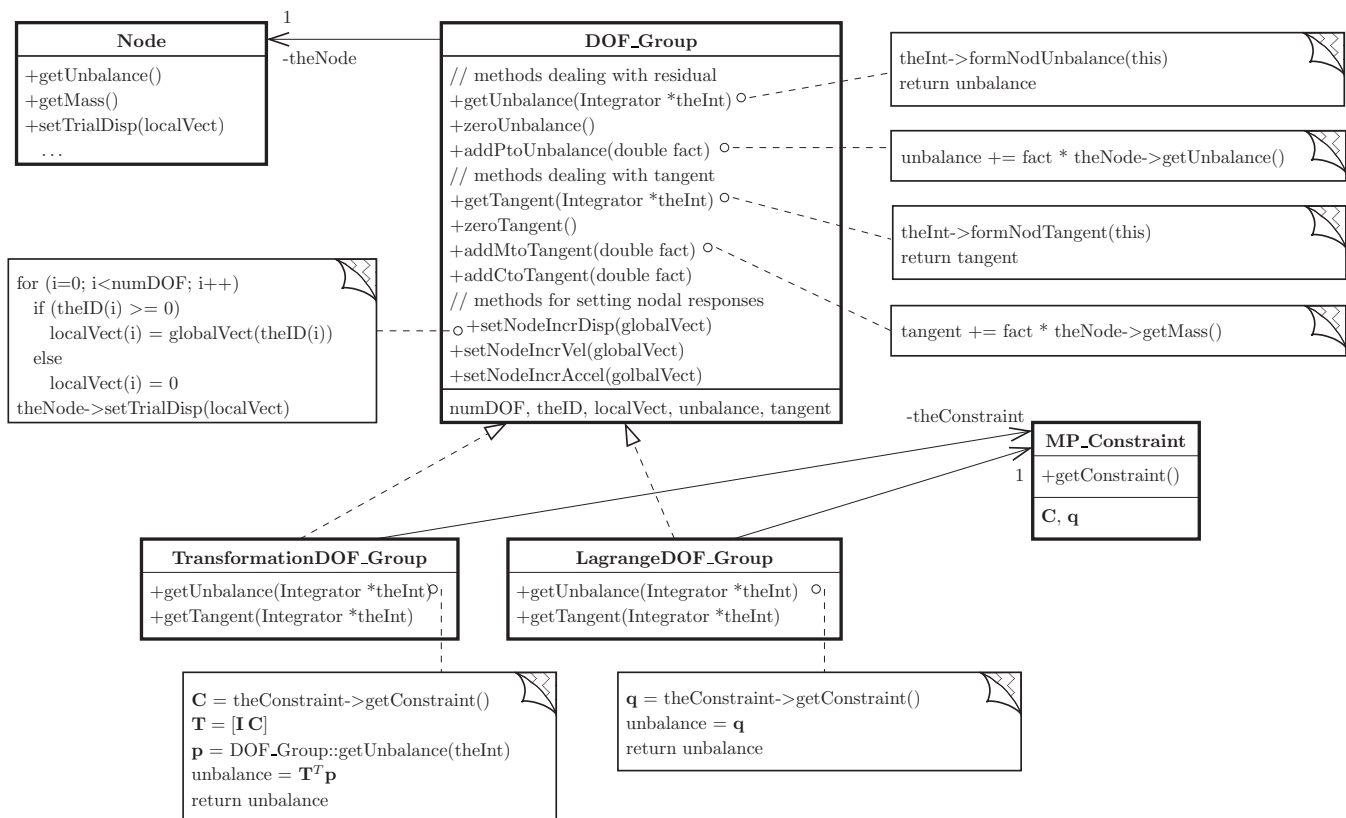 Node
+getUnbalance()
+getMass()
+setTrialDisp(localVect)
...
1
-theNode
DOF_Group
// methods dealing with residual
+getUnbalance(Integrator *theInt)
+zeroUnbalance()
+addPtoUnbalance(double fact)
// methods dealing with tangent
+getTangent(Integrator *theInt)
+zeroTangent()
+addMtoTangent(double fact)
+addCtoTangent(double fact)
// methods for setting nodal responses
+setNodeIncrDisp(globalVect)
+setNodeIncrVel(globalVect)
+setNodeIncrAccel(golbalVect)
numDOF, theID, localVect, unbalance, tangent
theInt->formNodUnbalance(this)
return unbalance
unbalance += fact * theNode->getUnbalance()
theInt->formNodTangent(this)
return tangent
tangent += fact * theNode->getMass()
for (i=0; i<numDOF; i++)
if (theID(i) >= 0)
localVect(i) = globalVect(theID(i))
else
localVect(i) = 0
theNode->setTrialDisp(localVect)
-theConstraint
1
MP_Constraint
+getConstraint()
C, q
TransformationDOF_Group
+getUnbalance(Integrator *theInt)
+getTangent(Integrator *theInt)
LagrangeDOF_Group
+getUnbalance(Integrator *theInt)
+getTangent(Integrator *theInt)
C = theConstraint->getConstraint()
T = [I C]
p = DOF_Group::getUnbalance(theInt)
unbalance = T^T p
return unbalance
q = theConstraint->getConstraint()
unbalance = q
return unbalance